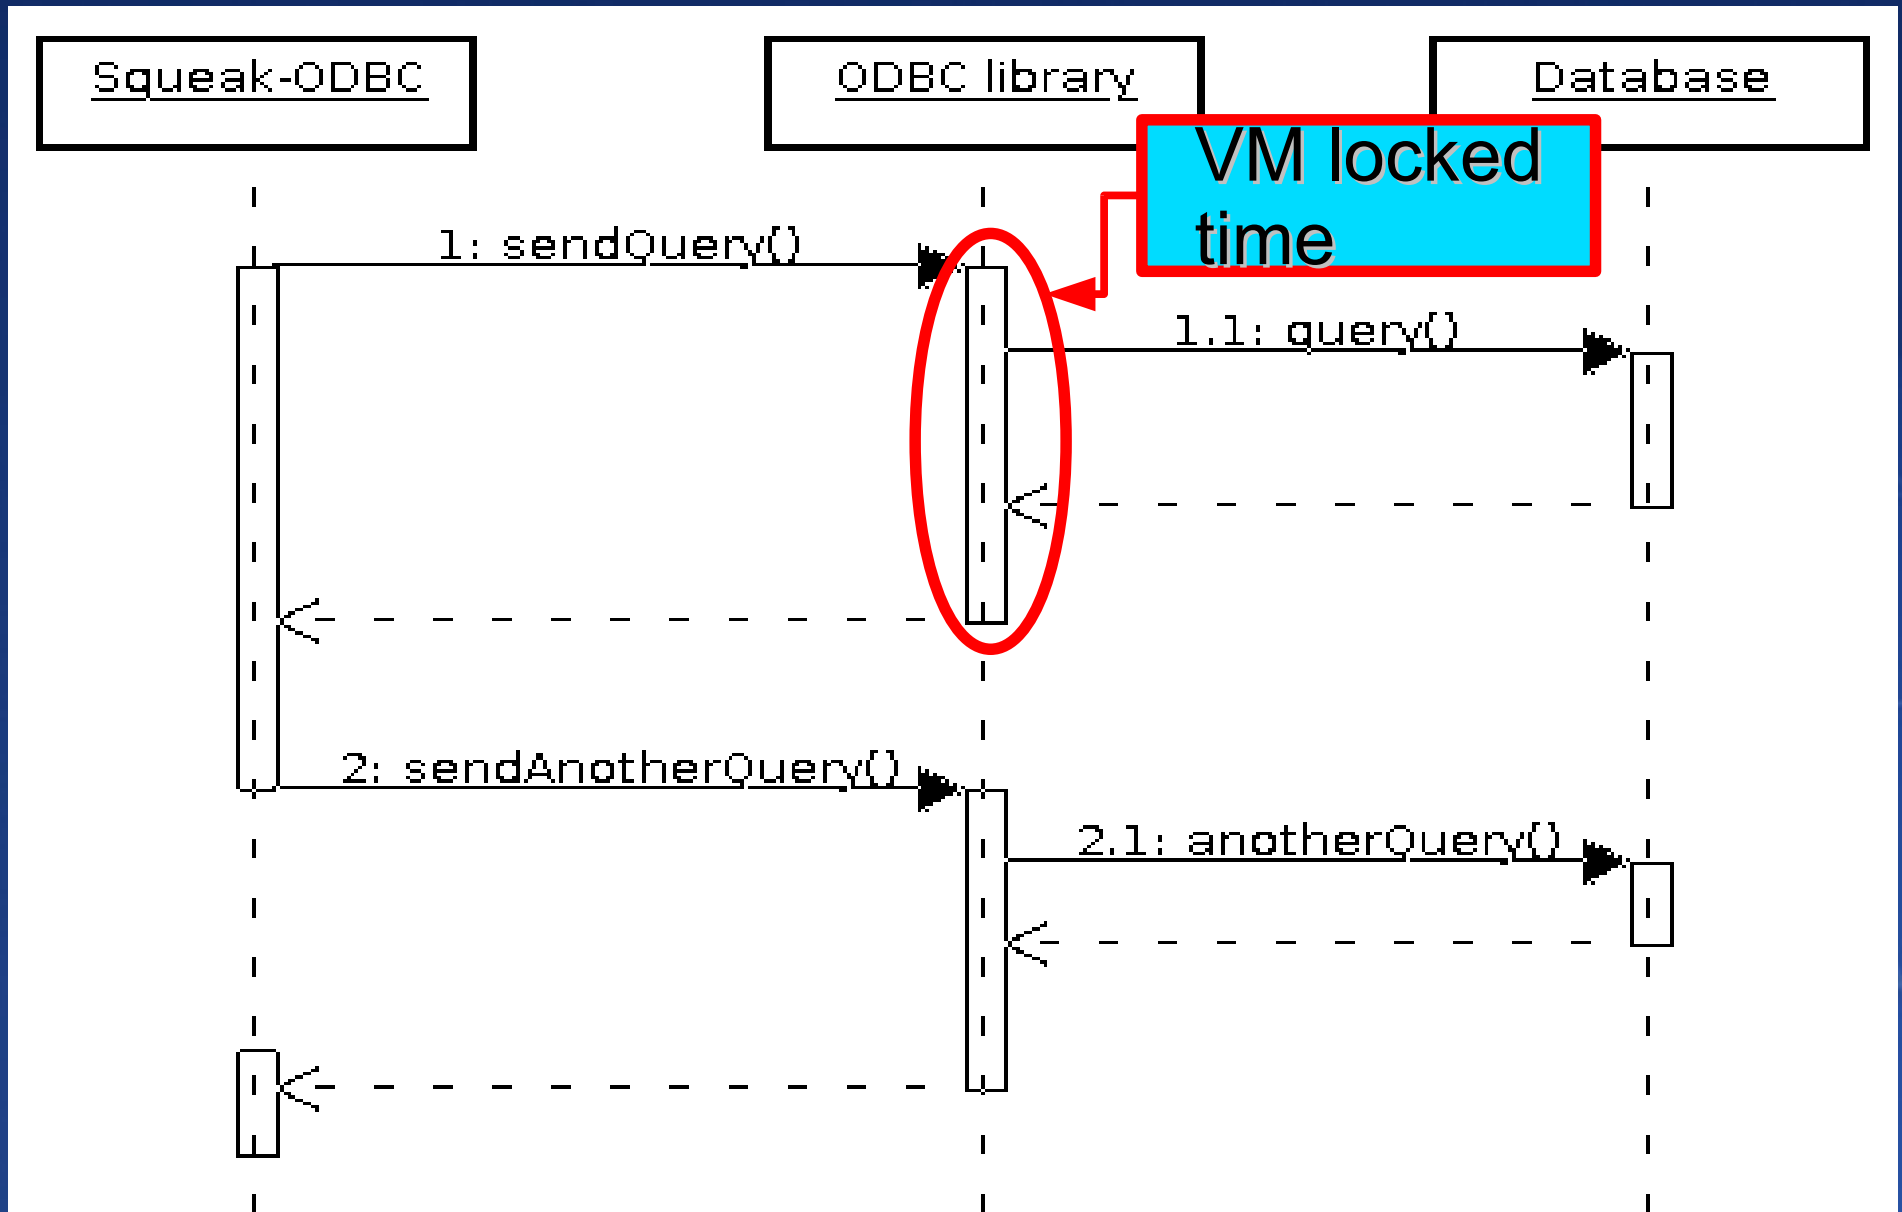 Squeak-ODBC
ODBC library
Database
VM locked
time
1: sendQuery()
1.1: query()
2: sendAnotherQuery()
2.1: anotherQuery()